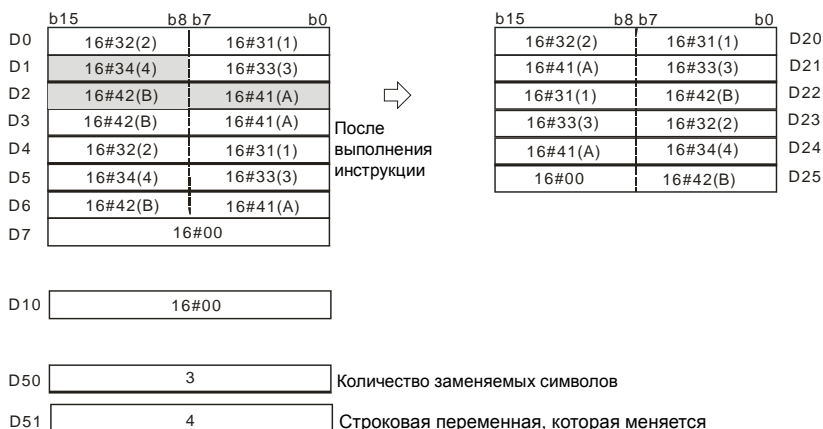 b15 b8 b7 b0
D0 16#32(2) 16#31(1)
D1 16#34(4) 16#33(3)
D2 16#42(B) 16#41(A)
D3 16#42(B) 16#41(A)
D4 16#32(2) 16#31(1)
D5 16#34(4) 16#33(3)
D6 16#42(B) 16#41(A)
D7 16#00
После
выполнения
инструкции
b15 b8 b7 b0
16#32(2) 16#31(1) D20
16#41(A) 16#33(3) D21
16#31(1) 16#42(B) D22
16#33(3) 16#32(2) D23
16#41(A) 16#34(4) D24
16#00 16#42(B) D25
D10 16#00
D50 3 Количество заменяемых символов
D51 4 Строковая переменная, которая меняется